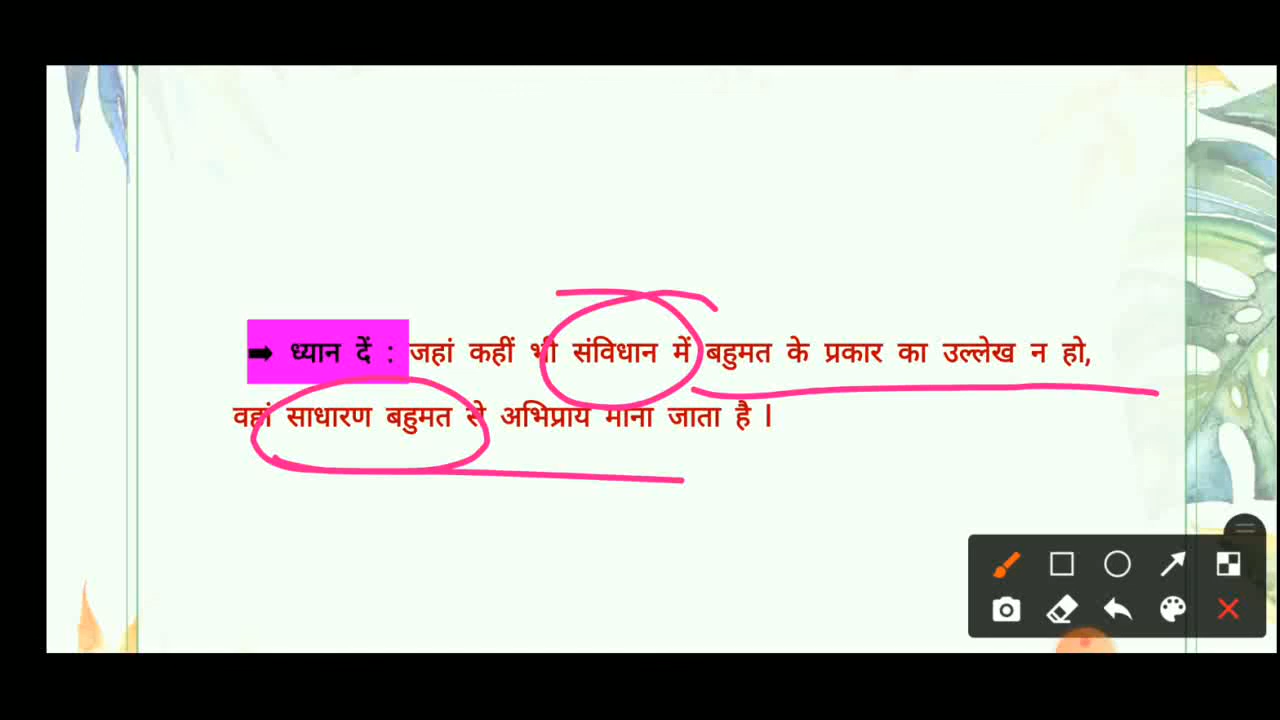 ➡ ध्यान दें : जहां कहीं भी संविधान में बहुमत के प्रकार का उल्लेख न हो,
वहां साधारण बहुमत से अभिप्राय माना जाता है ।